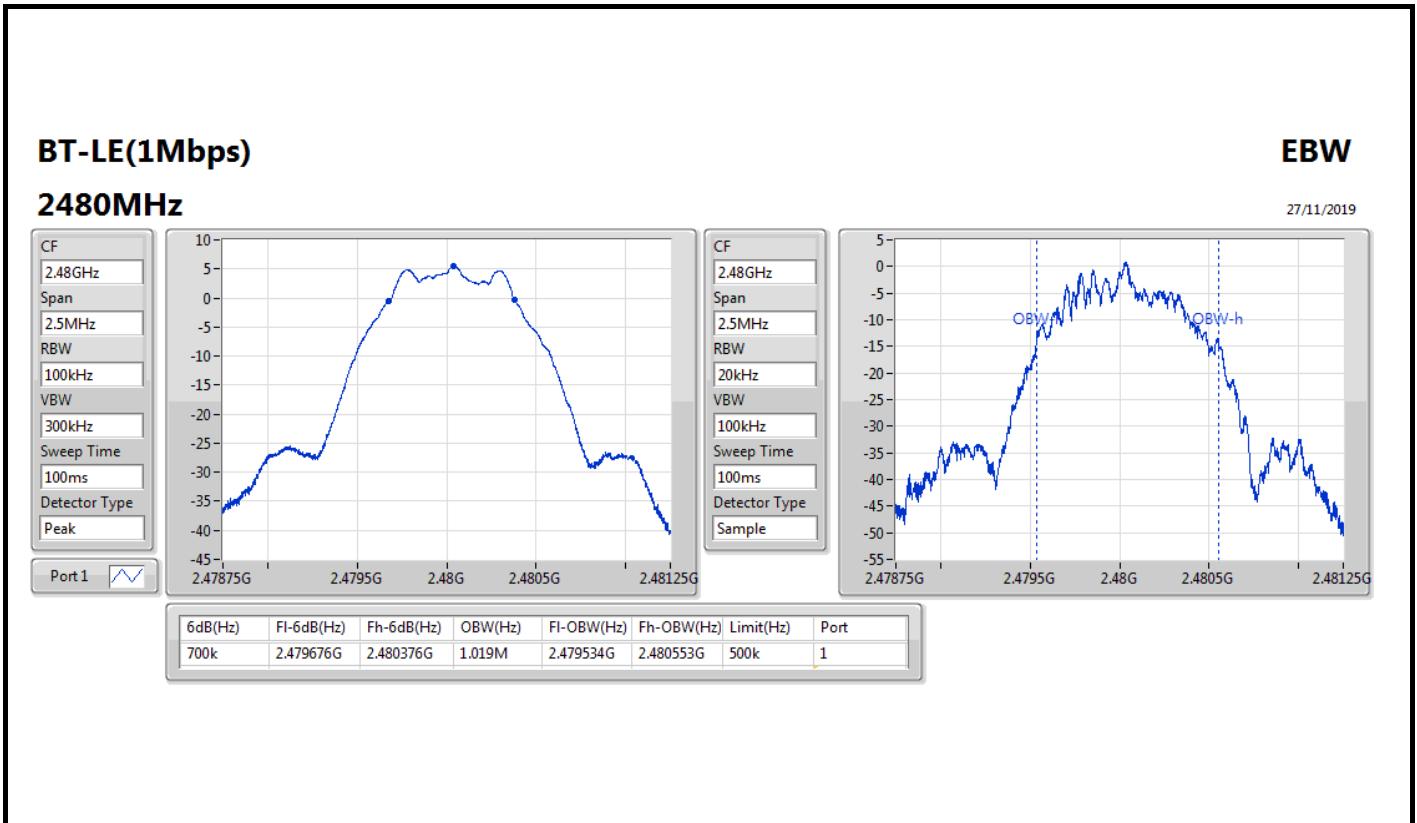 BT-LE(1Mbps)
EBW
2480MHz
27/11/2019
CF
2.48GHz
Span
2.5MHz
RBW
100kHz
VBW
300kHz
Sweep Time
100ms
Detector Type
Peak
Port 1
10
5
0
-5
-10
-15
-20
-25
-30
-35
-40
-45
2.47875G 2.4795G 2.48G 2.4805G 2.48125G
CF
2.48GHz
Span
2.5MHz
RBW
20kHz
VBW
100kHz
Sweep Time
100ms
Detector Type
Sample
5
0
-5
-10
-15
-20
-25
-30
-35
-40
-45
-50
-55
OBW-h
2.47875G 2.4795G 2.48G 2.4805G 2.48125G
6dB(Hz) Fl-6dB(Hz) Fh-6dB(Hz) OBW(Hz) Fl-OBW(Hz) Fh-OBW(Hz) Limit(Hz) Port
700k 2.479676G 2.480376G 1.019M 2.479534G 2.480553G 500k 1